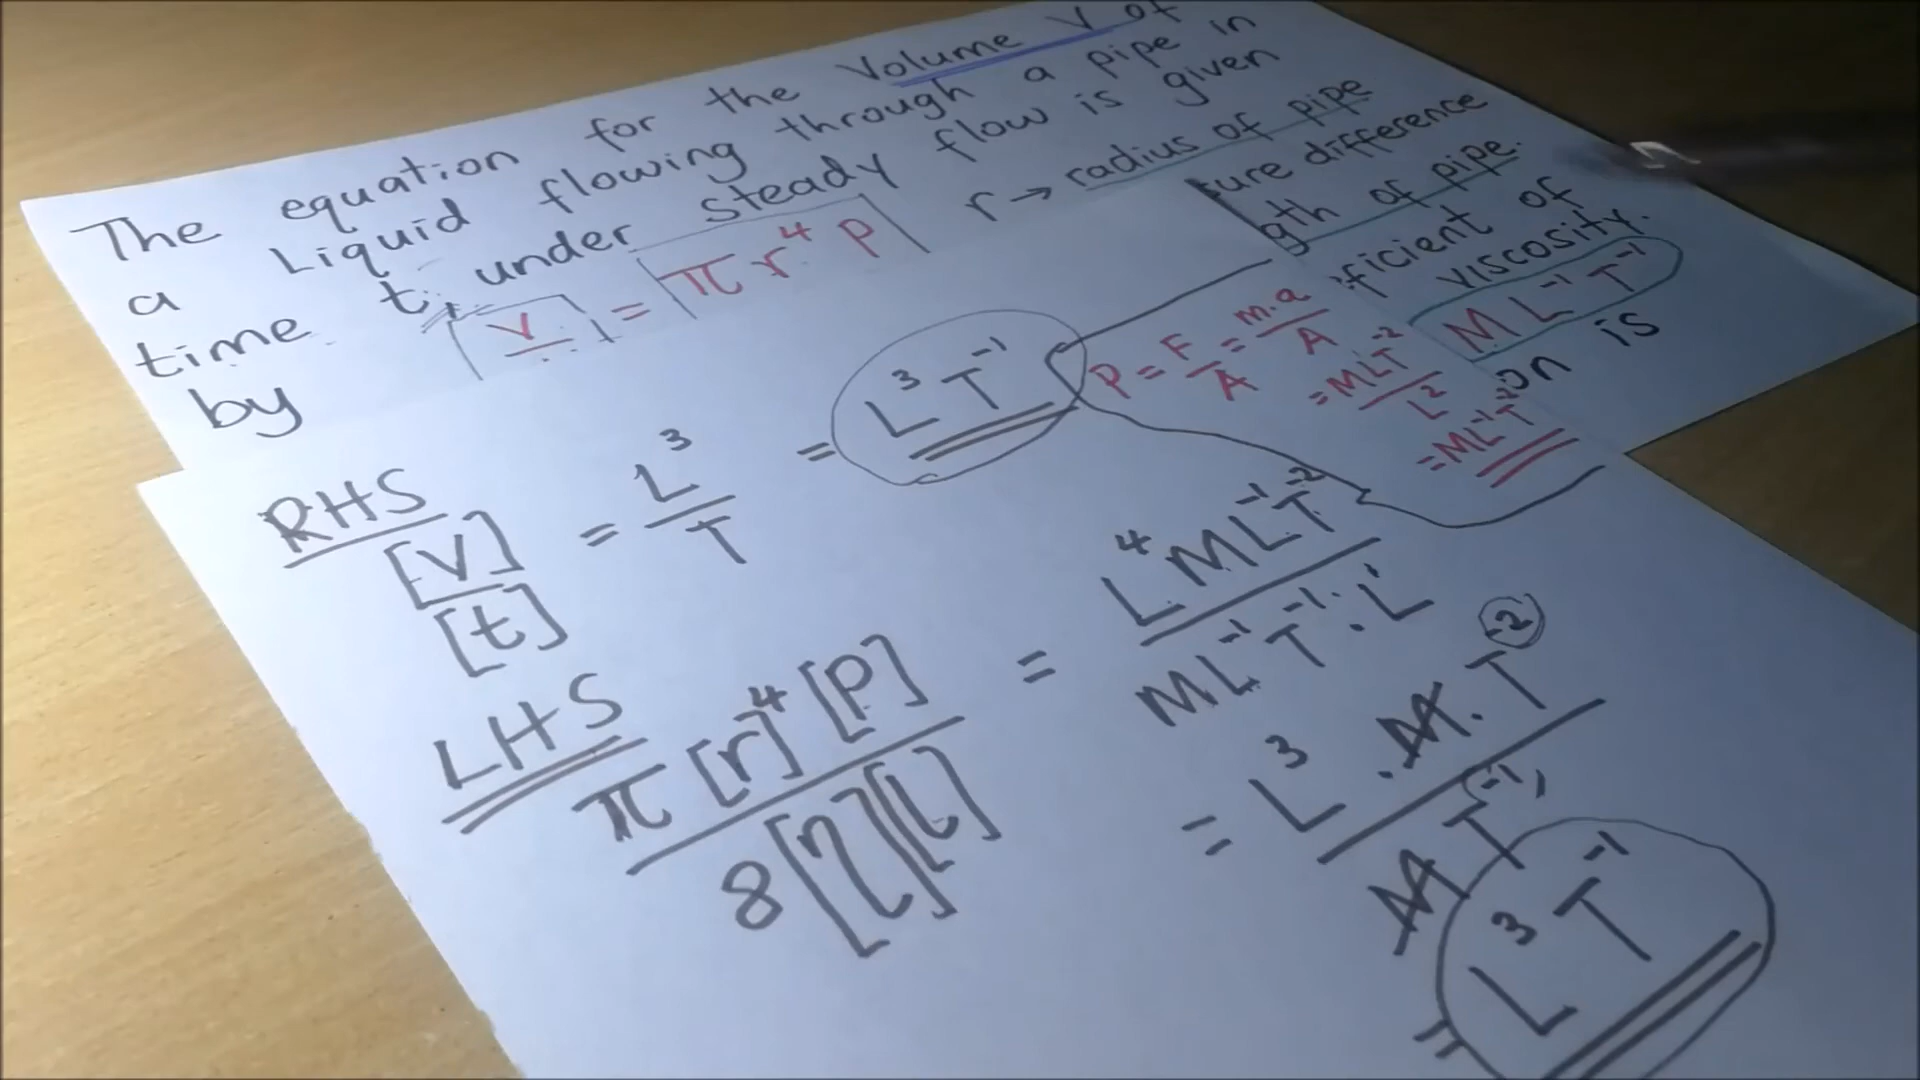 The equation for the Volume V of
a Liquid flowing through a pipe in
time t, under steady flow is given
by V = πr⁴p
r → radius of pipe
sure difference
gth of pipe.
ficient of
viscosity.
ML⁻¹T⁻¹
on is
P = F/A = m.a/A
= MLT⁻²/L²
= ML⁻¹T⁻²
RHS
[V]/[t] = L³/T = L³T⁻¹
LHS
π[r]⁴[P]/8[η][l] = L⁴ML⁻¹T⁻²/ML⁻¹T⁻¹.L¹
= L³.M.T⁻²/MT⁻¹
= L³T⁻¹